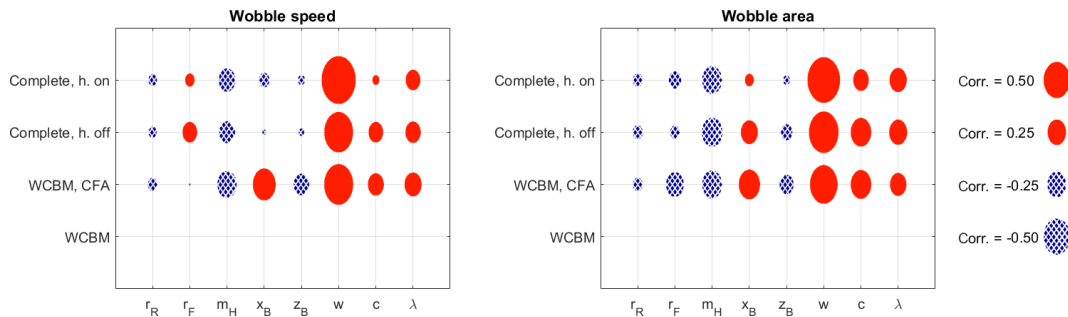 Wobble speed
Complete, h. on
Complete, h. off
WCBM, CFA
WCBM
r_R r_F m_H x_B z_B w c λ
Wobble area
Complete, h. on
Complete, h. off
WCBM, CFA
WCBM
r_R r_F m_H x_B z_B w c λ
Corr. = 0.50
Corr. = 0.25
Corr. = -0.25
Corr. = -0.50